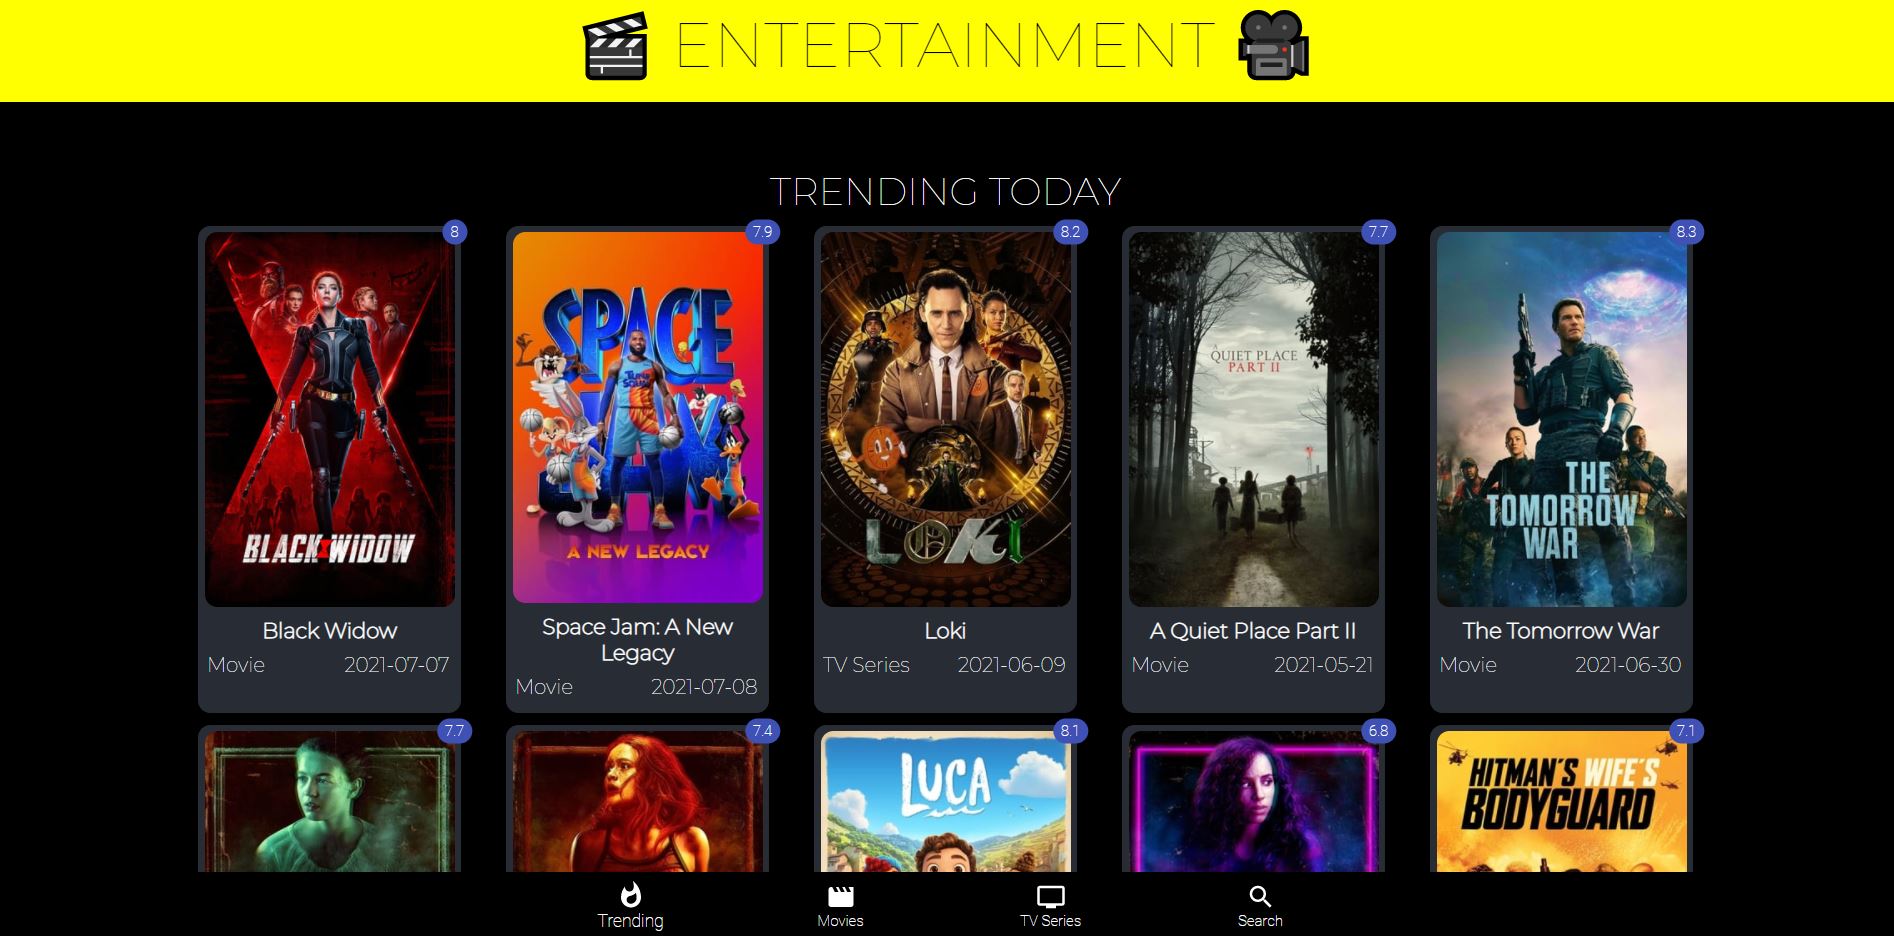 ENTERTAINMENT
TRENDING TODAY
8
7.9
8.2
7.7
8.3
BLACK WIDOW
SPACE
JAM
TUNE
SQUAD
A NEW LEGACY
LOKI
A
QUIET PLACE
PART II
THE
TOMORROW
WAR
Black Widow
Movie 2021-07-07
Space Jam: A New
Legacy
Movie 2021-07-08
Loki
TV Series 2021-06-09
A Quiet Place Part II
Movie 2021-05-21
The Tomorrow War
Movie 2021-06-30
7.7
7.4
8.1
6.8
7.1
LUCA
HITMAN'S WIFE'S
BODYGUARD
Trending
Movies
TV Series
Search